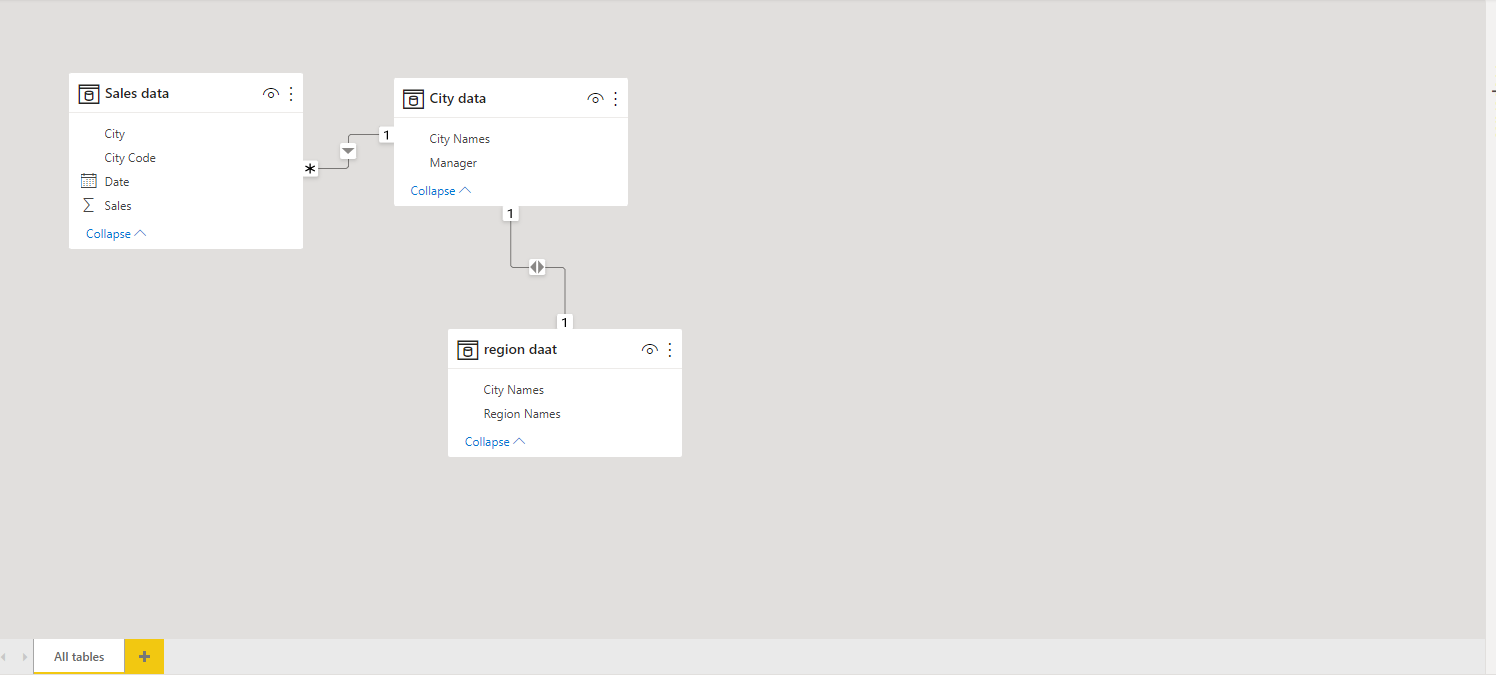 Sales data
City
City Code
Date
Sales
Collapse
*
1
City data
City Names
Manager
Collapse
1
1
region daat
City Names
Region Names
Collapse
All tables
+